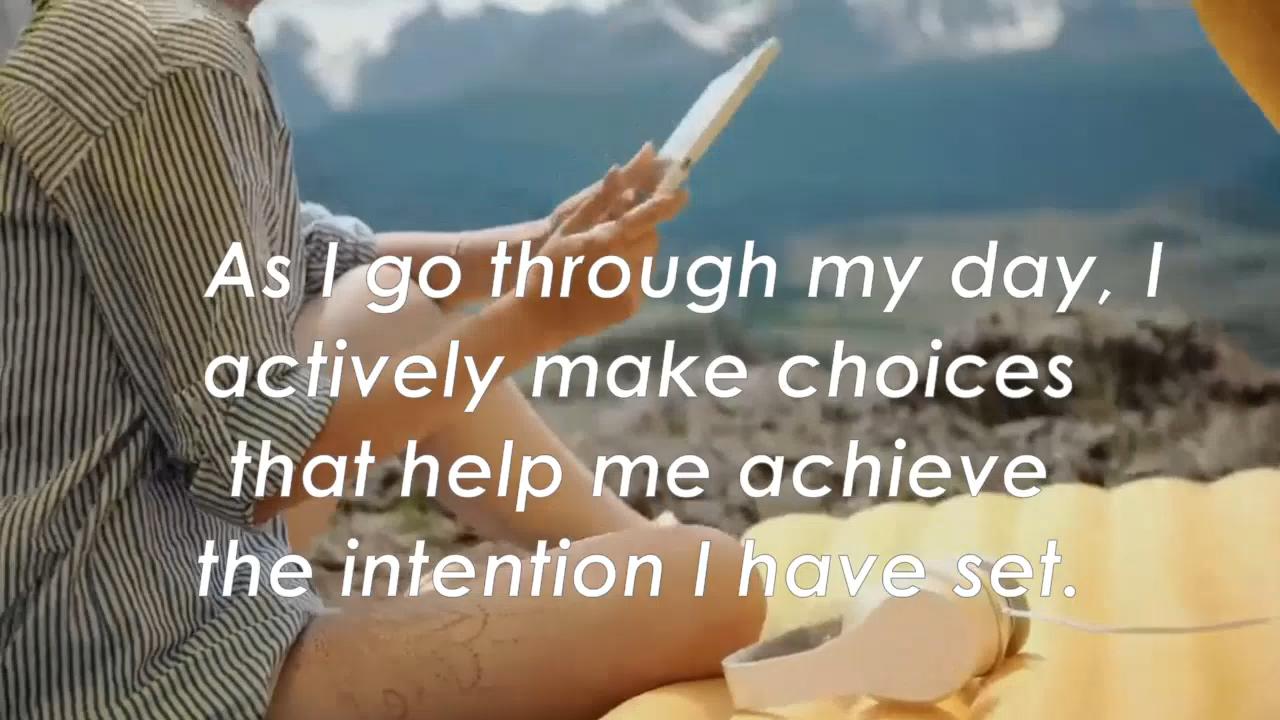 As I go through my day, I
actively make choices
that help me achieve
the intention I have set.